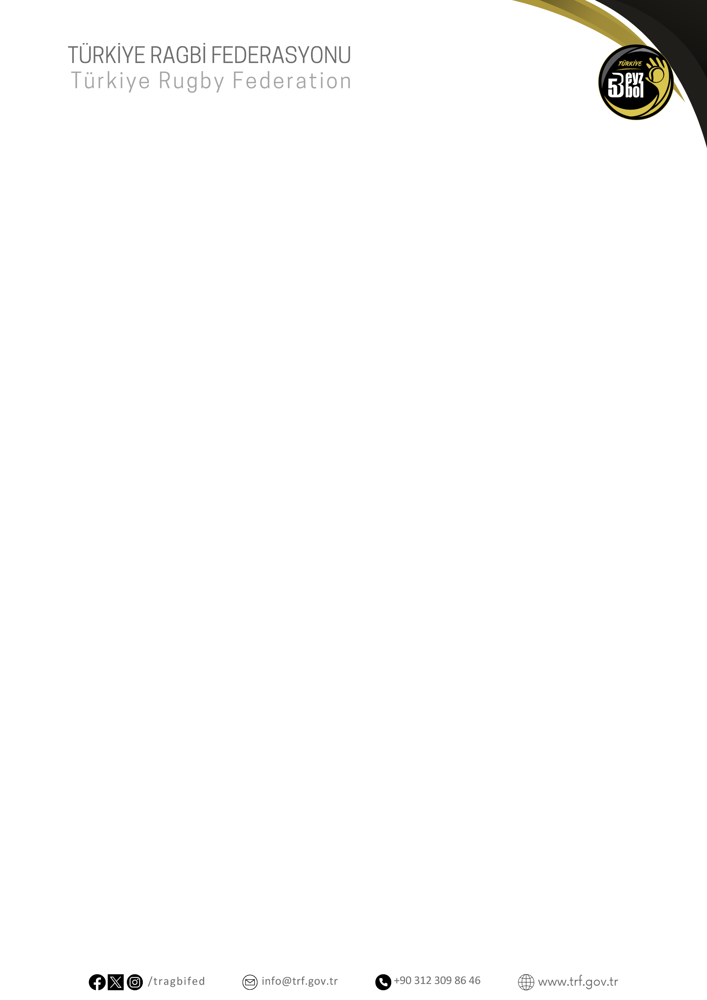 TÜRKİYE RAGBİ FEDERASYONU
Türkiye Rugby Federation
TÜRKİYE
5Beyzbol
/tragbifed
info@trf.gov.tr
+90 312 309 86 46
www.trf.gov.tr